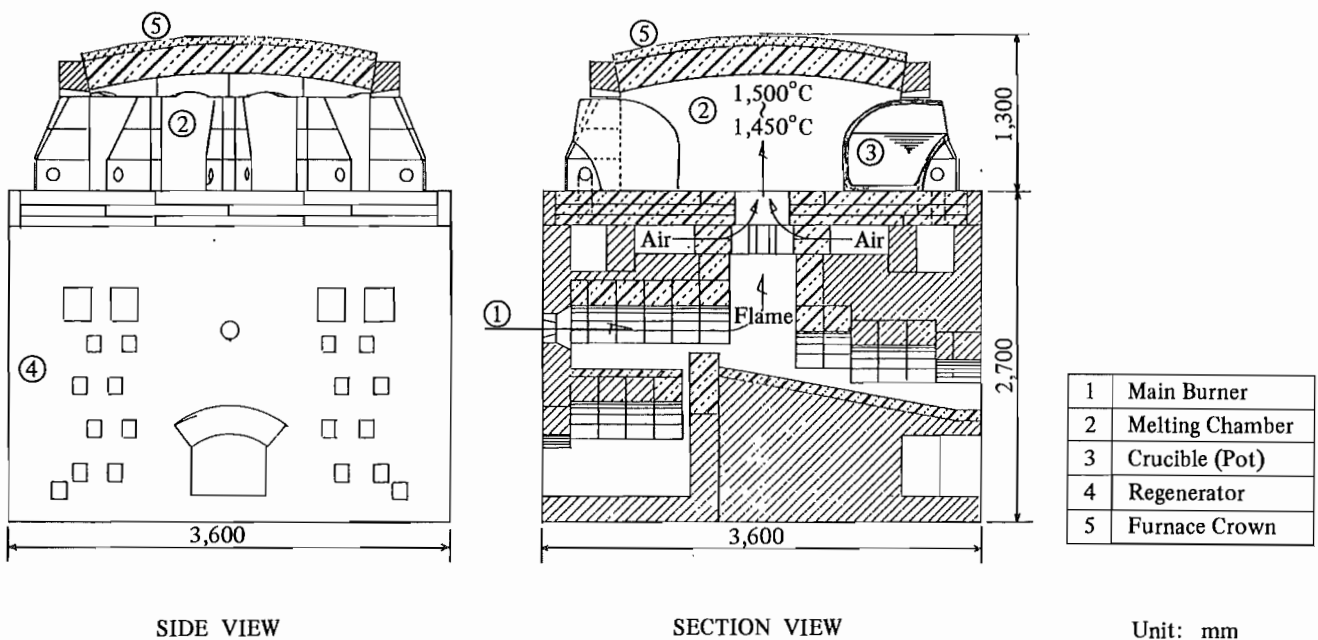 ⑤
②
④
3,600
SIDE VIEW
⑤
②
1,500°C
~
1,450°C
③
1,300
Air
Air
①
Flame
2,700
3,600
SECTION VIEW
1 Main Burner
2 Melting Chamber
3 Crucible (Pot)
4 Regenerator
5 Furnace Crown
Unit: mm